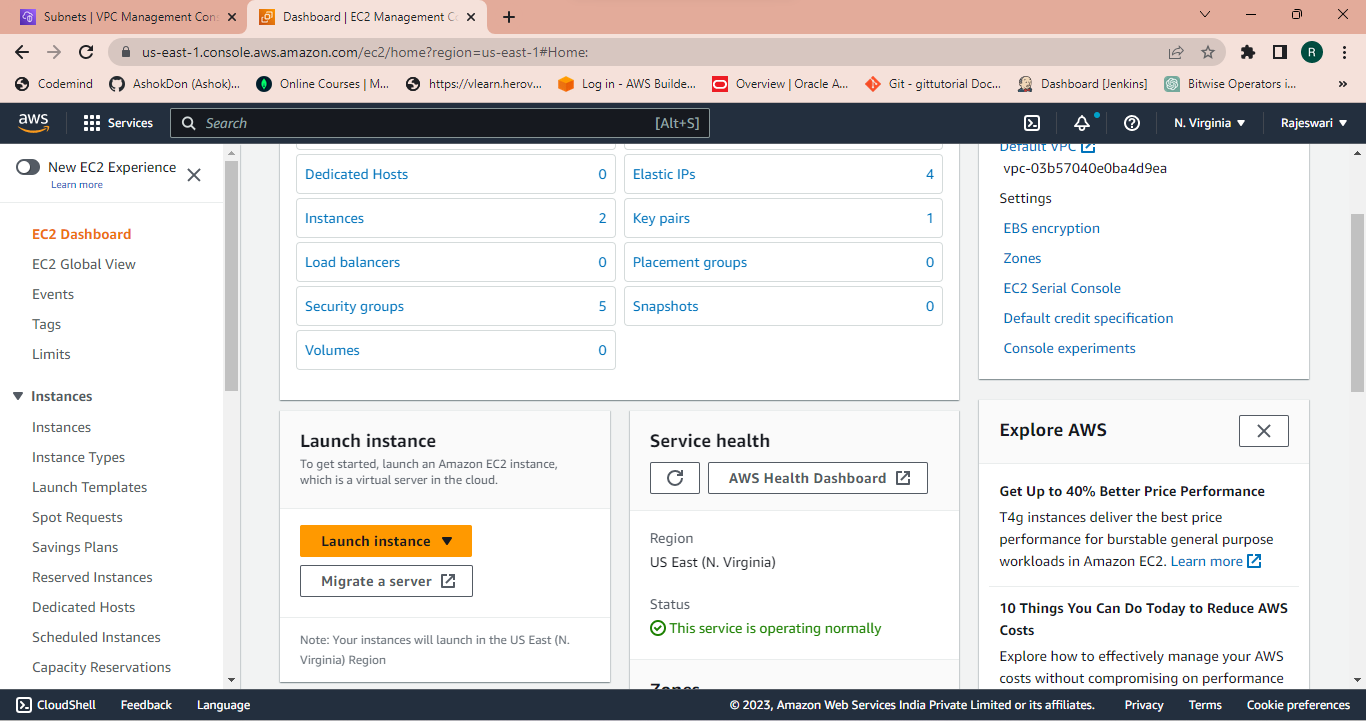 Subnets | VPC Management Con
Dashboard | EC2 Management Co
us-east-1.console.aws.amazon.com/ec2/home?region=us-east-1#Home:
R
Codemind
AshokDon (Ashok)...
Online Courses | M...
https://vlearn.herov...
Log in - AWS Builde...
Overview | Oracle A...
Git - gittutorial Doc...
Dashboard [Jenkins]
Bitwise Operators i...
»
aws
Services
Search
[Alt+S]
N. Virginia
Rajeswari
New EC2 Experience
Learn more
EC2 Dashboard
EC2 Global View
Events
Tags
Limits
Instances
Instances
Instance Types
Launch Templates
Spot Requests
Savings Plans
Reserved Instances
Dedicated Hosts
Scheduled Instances
Capacity Reservations
Dedicated Hosts 0
Elastic IPs 4
Instances 2
Key pairs 1
Load balancers 0
Placement groups 0
Security groups 5
Snapshots 0
Volumes 0
Launch instance
To get started, launch an Amazon EC2 instance,
which is a virtual server in the cloud.
Launch instance
Migrate a server
Note: Your instances will launch in the US East (N.
Virginia) Region
Service health
AWS Health Dashboard
Region
US East (N. Virginia)
Status
This service is operating normally
Zones
Default VPC
vpc-03b57040e0ba4d9ea
Settings
EBS encryption
Zones
EC2 Serial Console
Default credit specification
Console experiments
Explore AWS
Get Up to 40% Better Price Performance
T4g instances deliver the best price
performance for burstable general purpose
workloads in Amazon EC2. Learn more
10 Things You Can Do Today to Reduce AWS
Costs
Explore how to effectively manage your AWS
costs without compromising on performance
CloudShell
Feedback
Language
© 2023, Amazon Web Services India Private Limited or its affiliates.
Privacy
Terms
Cookie preferences